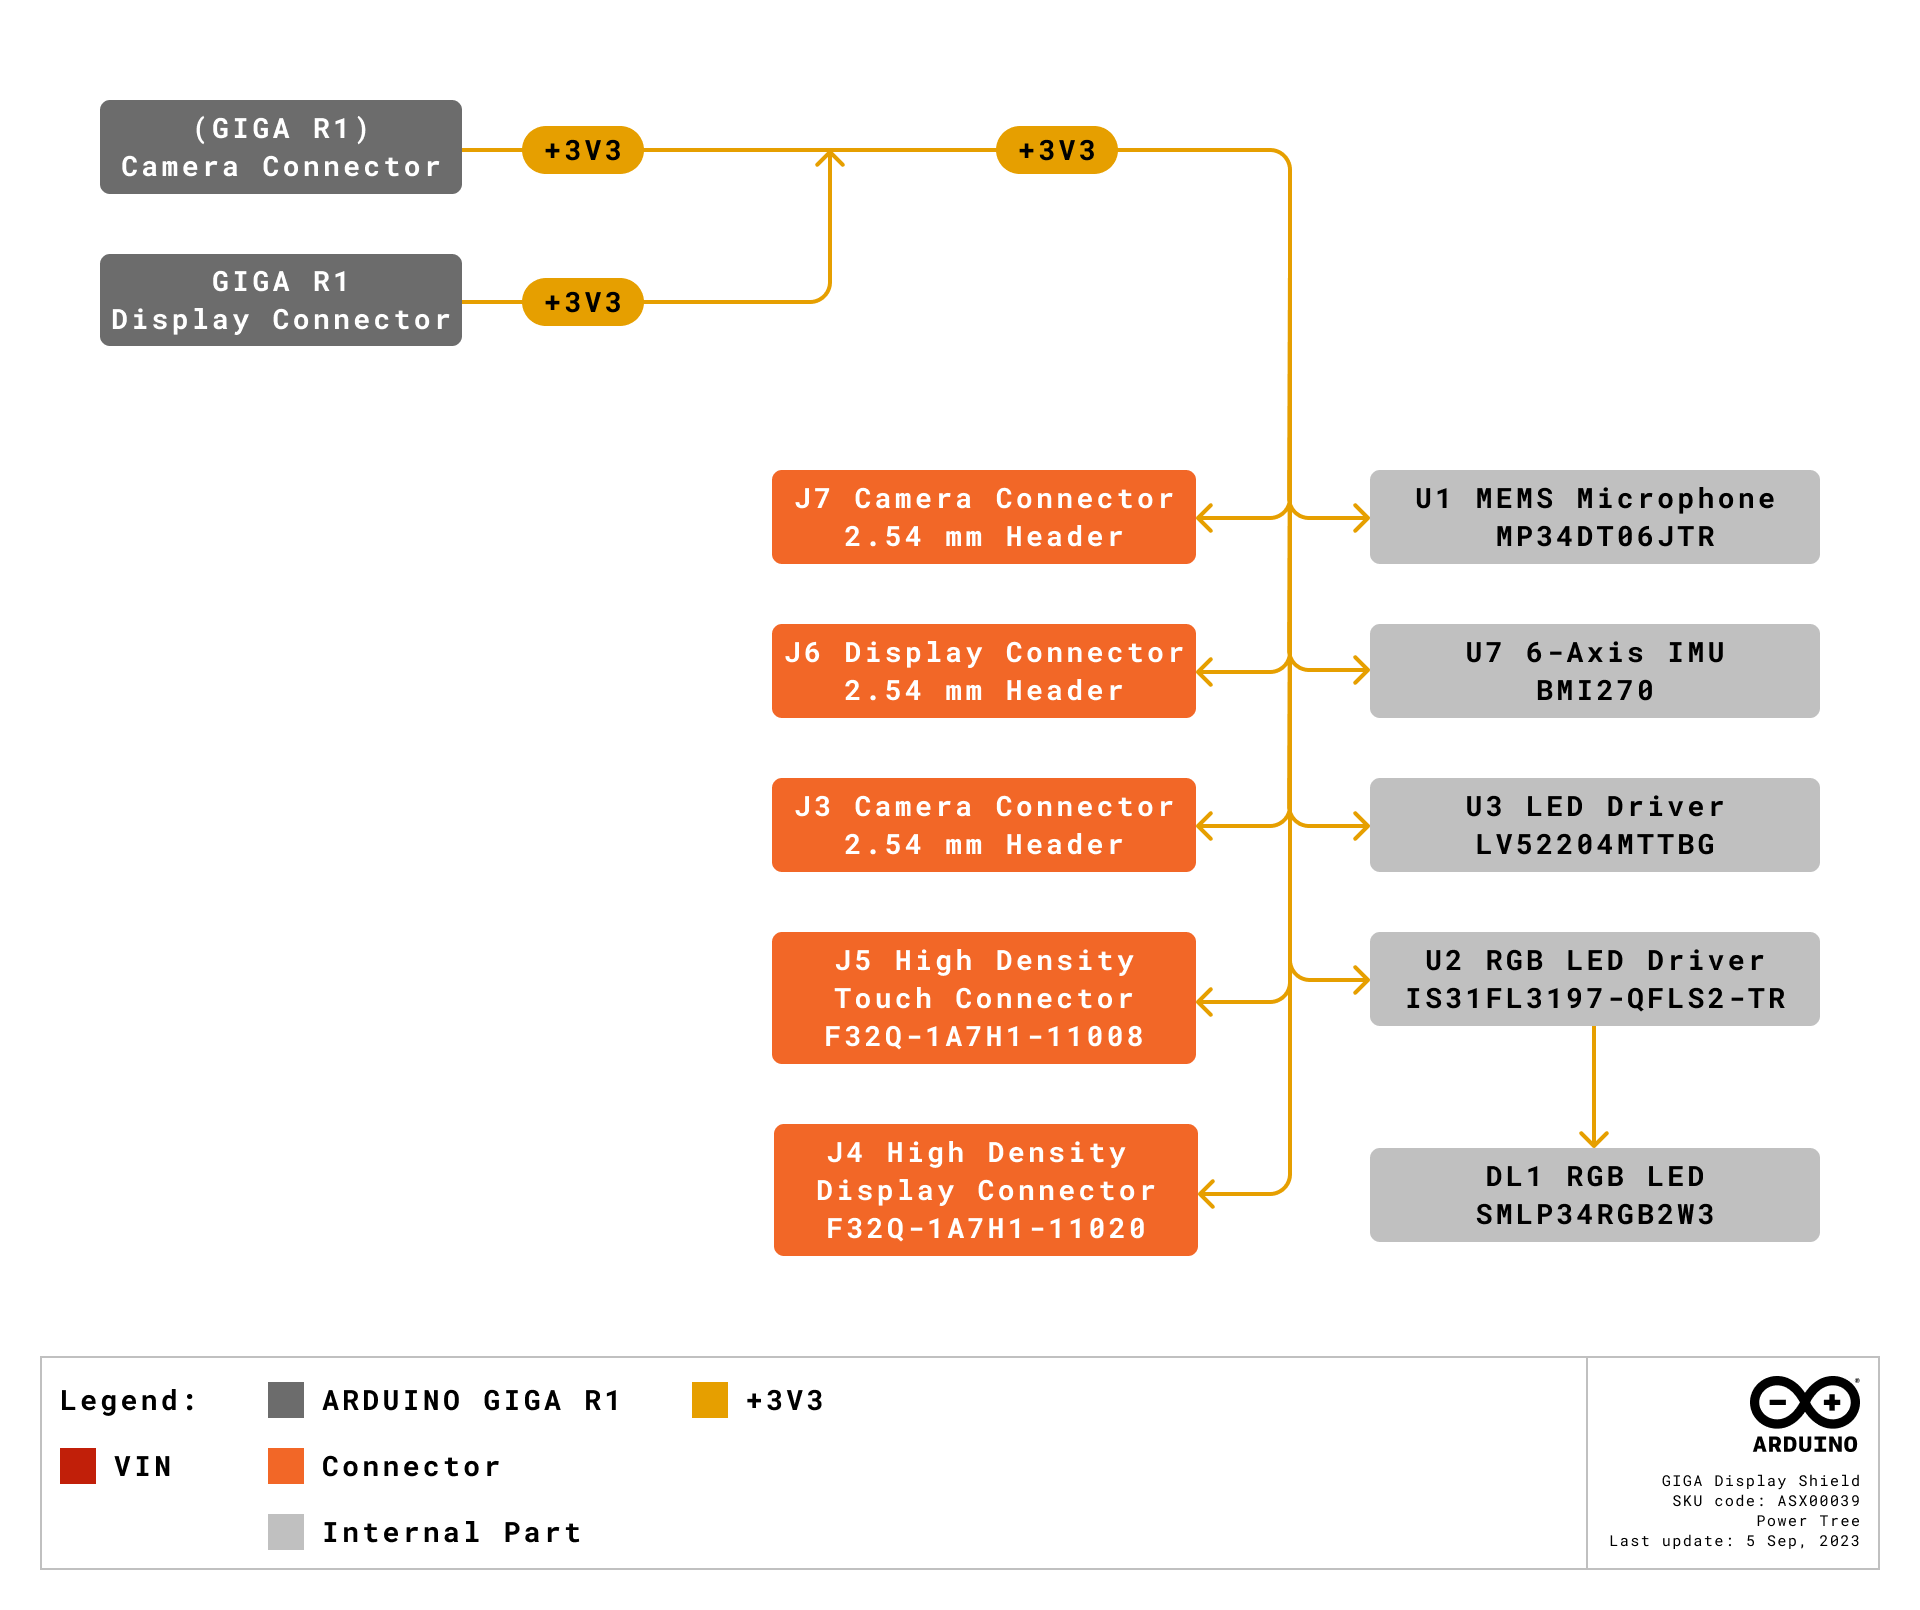 (GIGA R1)
Camera Connector
+3V3
+3V3
GIGA R1
Display Connector
+3V3
J7 Camera Connector
2.54 mm Header
U1 MEMS Microphone
MP34DT06JTR
J6 Display Connector
2.54 mm Header
U7 6-Axis IMU
BMI270
J3 Camera Connector
2.54 mm Header
U3 LED Driver
LV52204MTTBG
J5 High Density
Touch Connector
F32Q-1A7H1-11008
U2 RGB LED Driver
IS31FL3197-QFLS2-TR
J4 High Density
Display Connector
F32Q-1A7H1-11020
DL1 RGB LED
SMLP34RGB2W3
Legend:
VIN
ARDUINO GIGA R1
Connector
Internal Part
+3V3
ARDUINO
GIGA Display Shield
SKU code: ASX00039
Power Tree
Last update: 5 Sep, 2023